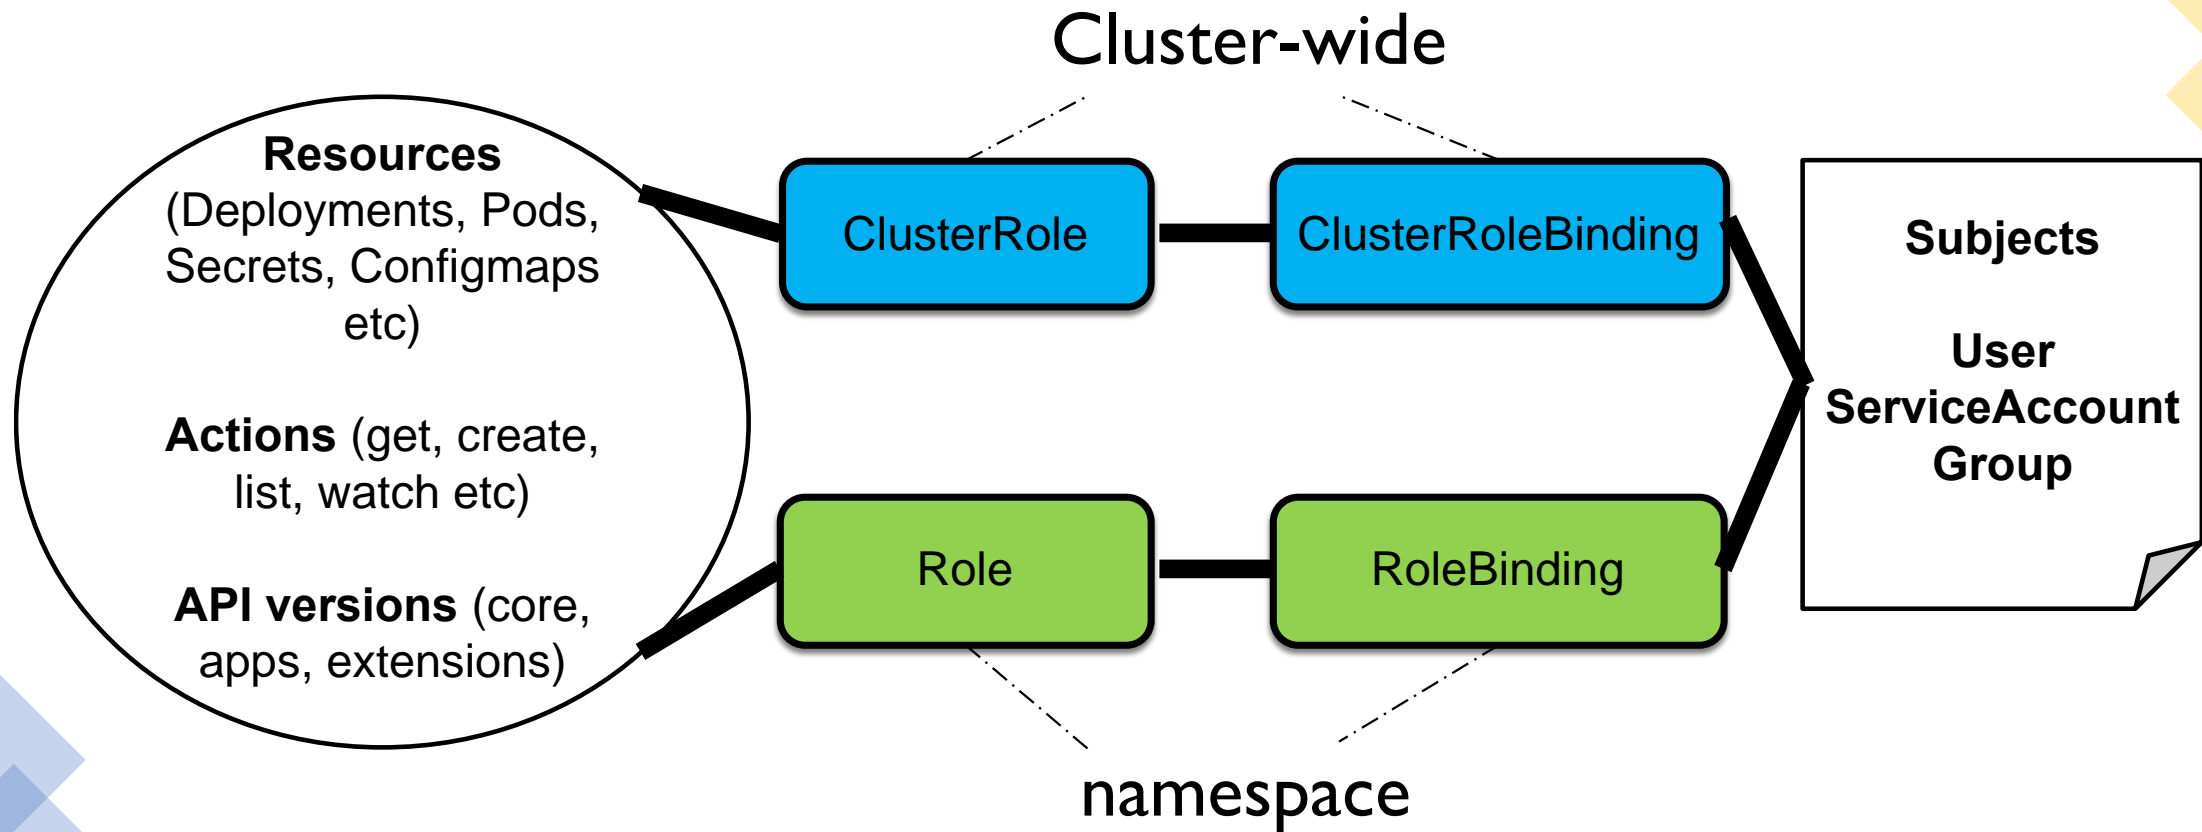 Cluster-wide
Resources
(Deployments, Pods,
Secrets, Configmaps
etc)
Actions (get, create,
list, watch etc)
API versions (core,
apps, extensions)
ClusterRole
ClusterRoleBinding
Role
RoleBinding
Subjects
User
ServiceAccount
Group
namespace